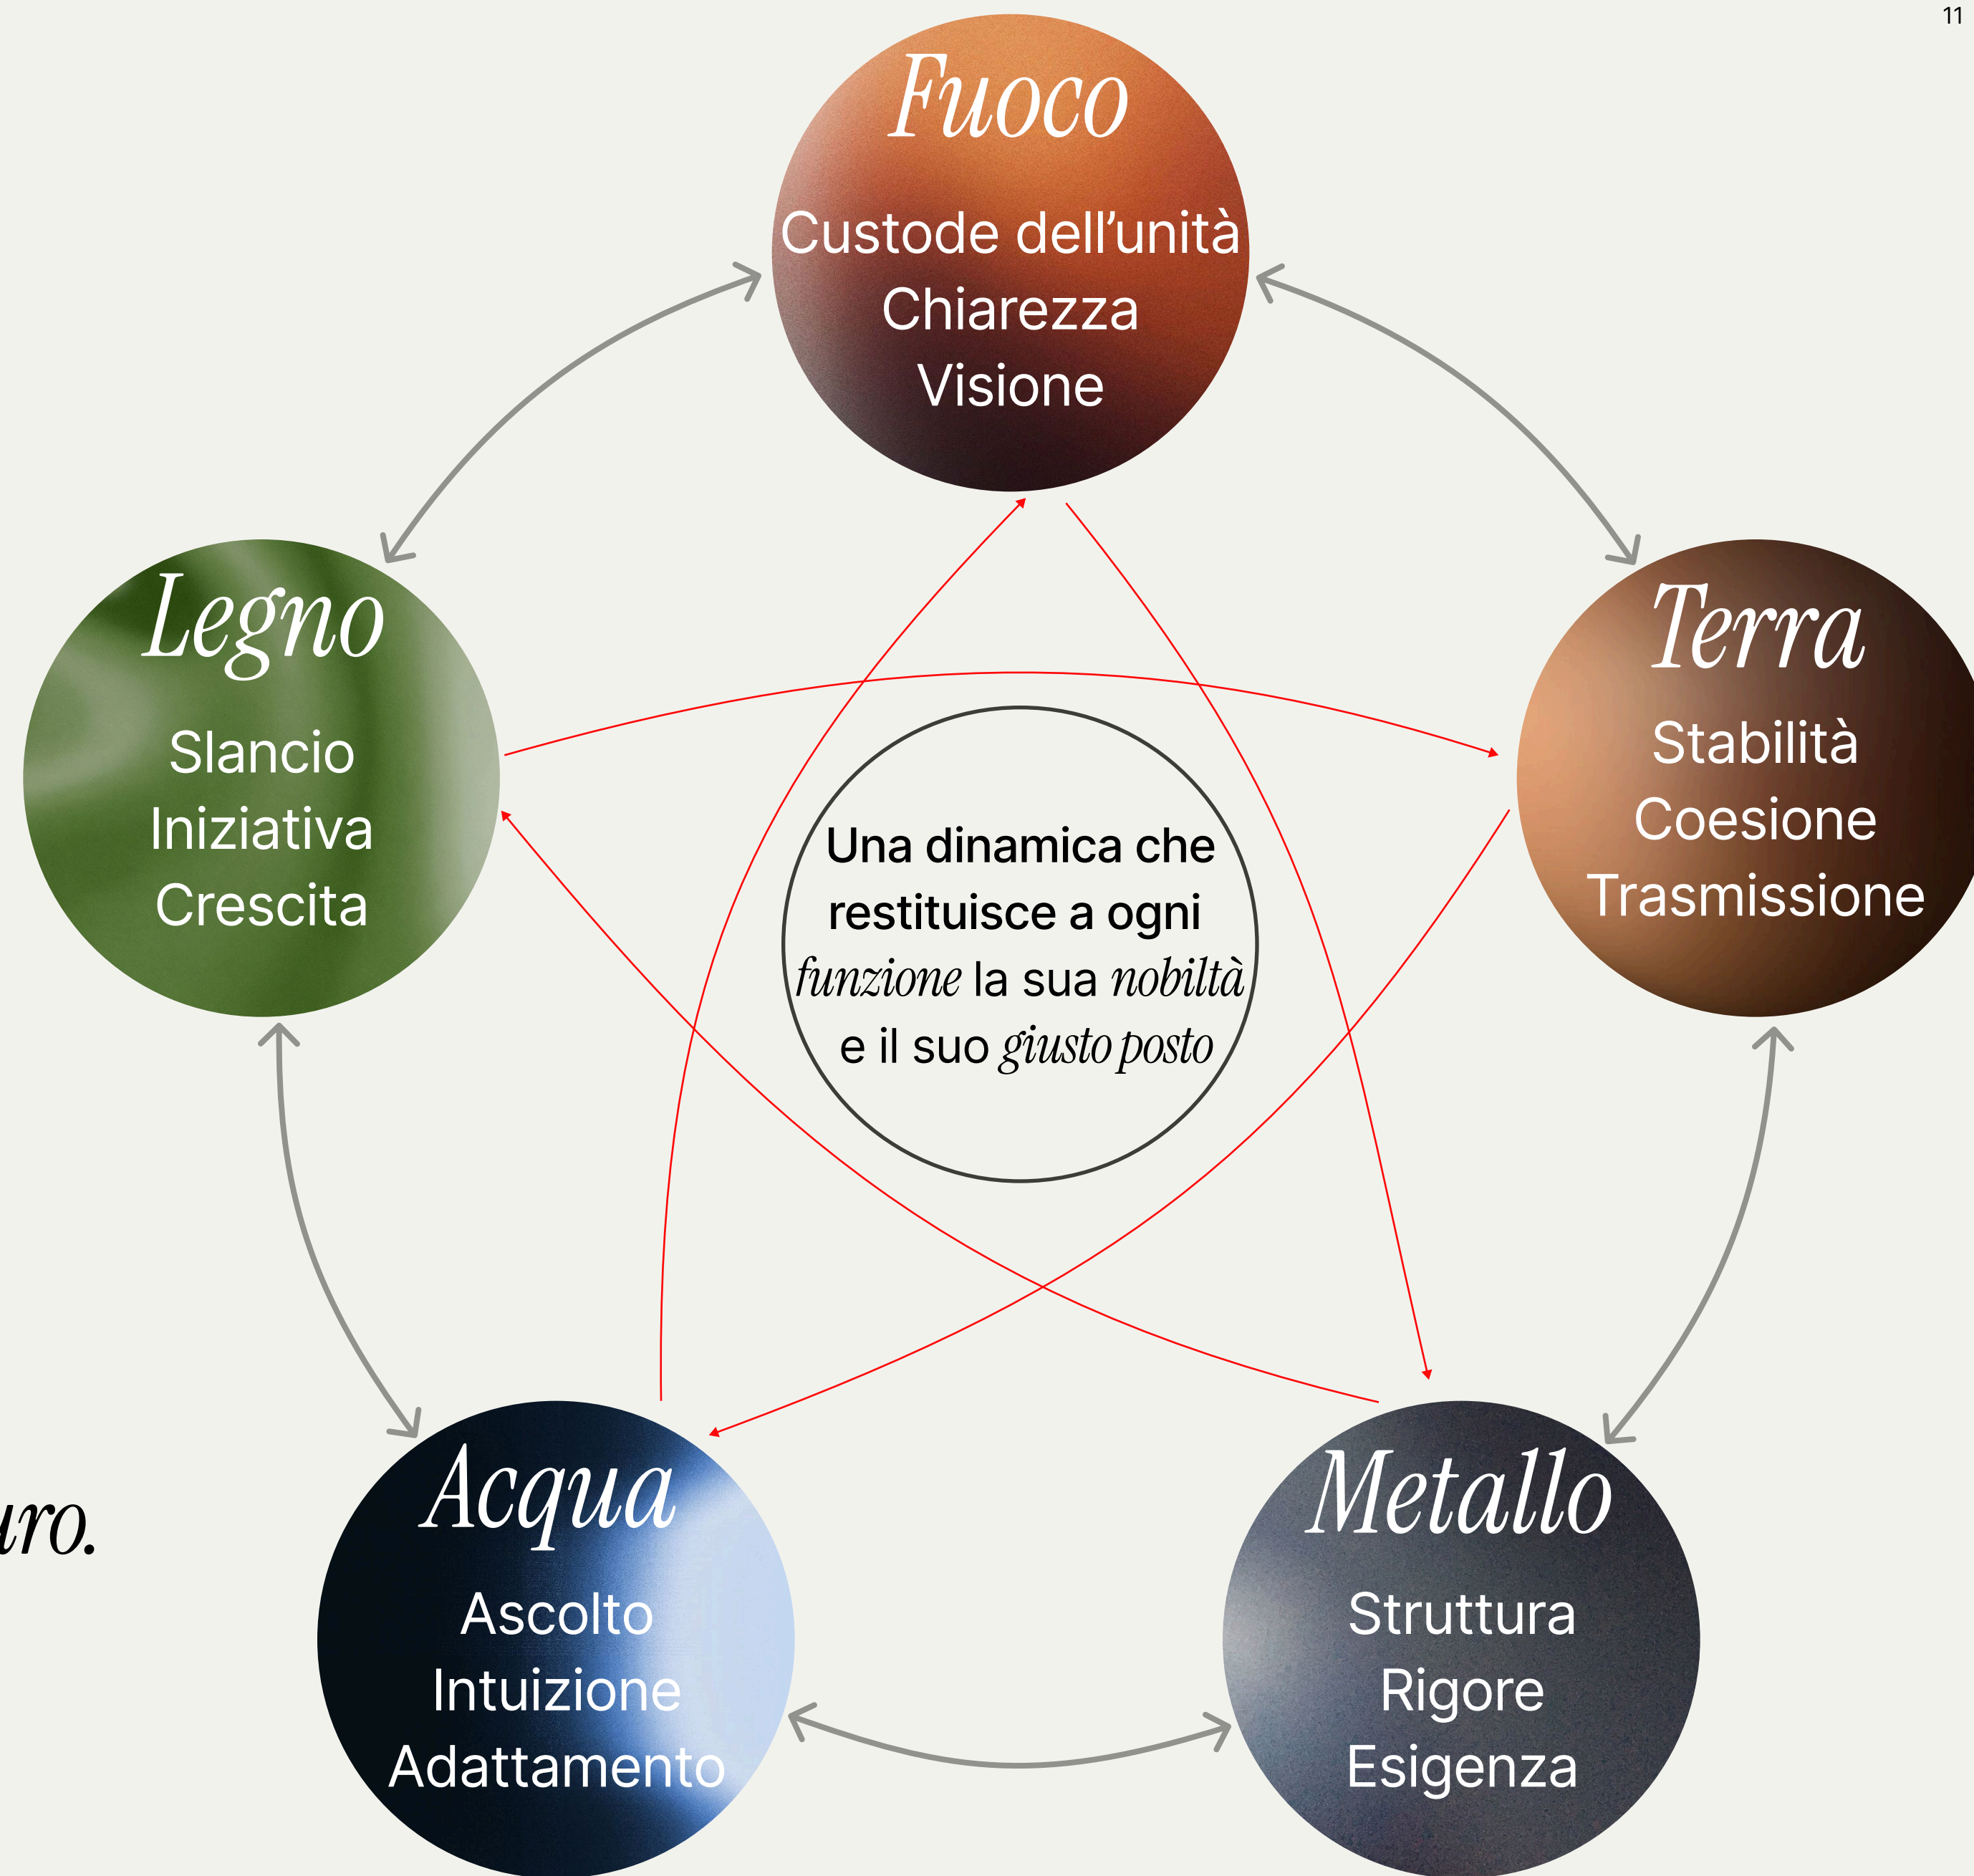 11
Fuoco
Custode dell’unità
Chiarezza
Visione
Legno
Slancio
Iniziativa
Crescita
Terra
Stabilità
Coesione
Trasmissione
Una dinamica che
restituisce a ogni
funzione la sua nobiltà
e il suo giusto posto
Acqua
Ascolto
Intuizione
Adattamento
Metallo
Struttura
Rigore
Esigenza